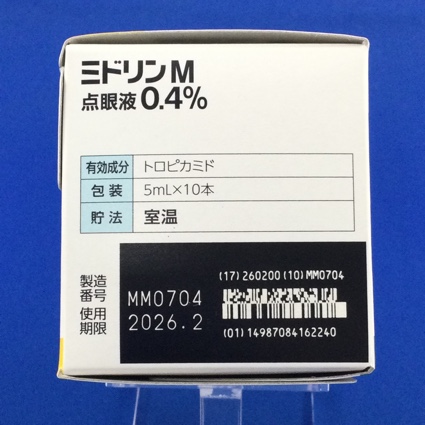 ミドリンM
点眼液0.4%
有効成分 トロピカミド
包装 5mL×10本
貯法 室温
製造番号 MM0704
使用期限 2026.2
(17)260200(10)MM0704
(01)14987084162240